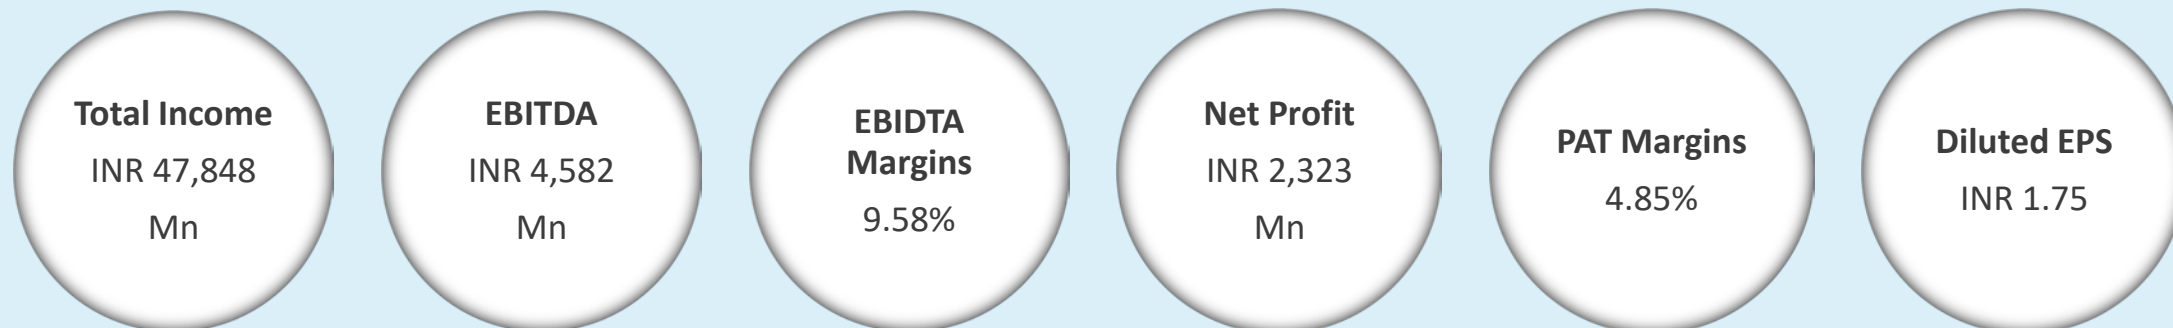 Total Income
INR 47,848
Mn
EBITDA
INR 4,582
Mn
EBIDTA
Margins
9.58%
Net Profit
INR 2,323
Mn
PAT Margins
4.85%
Diluted EPS
INR 1.75